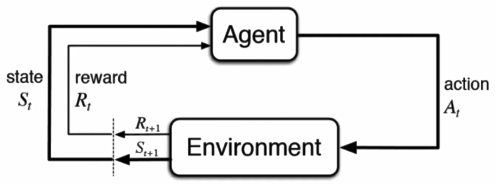 Agent
state
S_t
reward
R_t
action
A_t
R_{t+1}
S_{t+1}
Environment